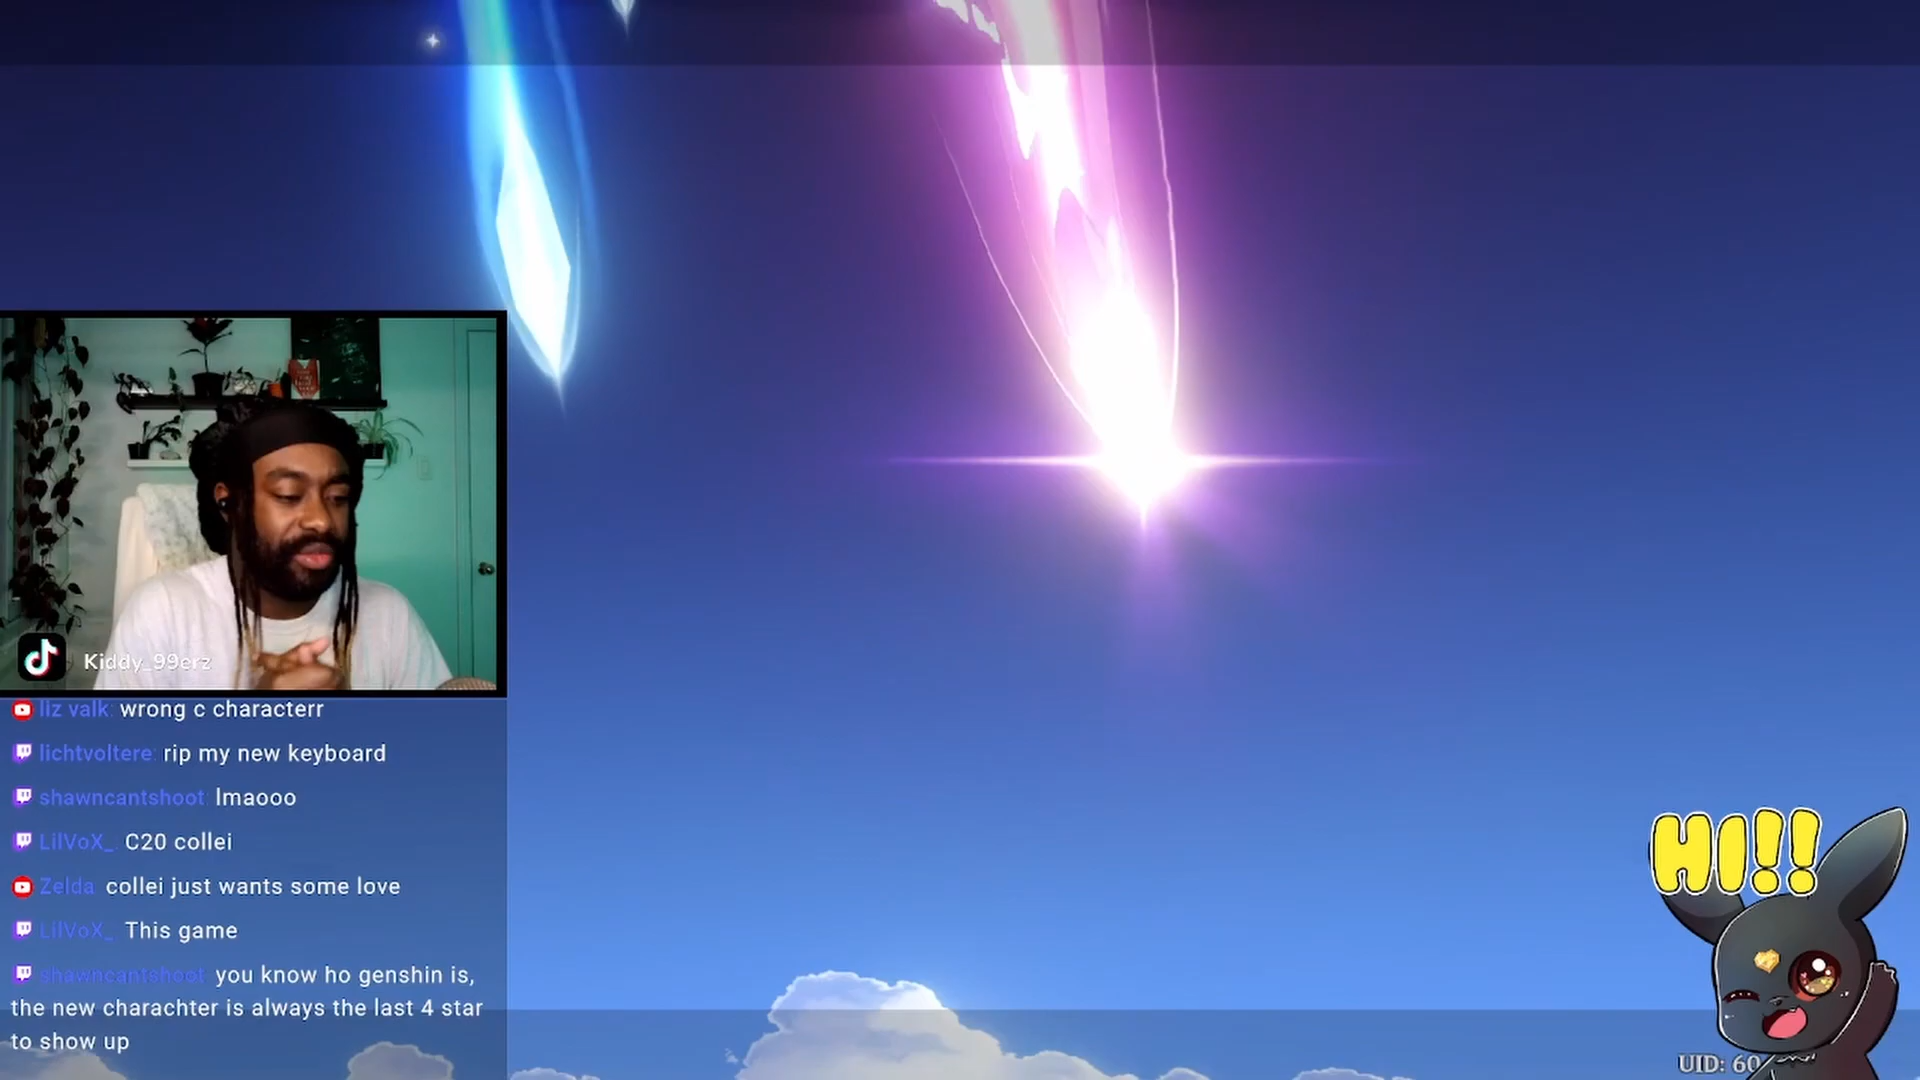 Kiddy_99erz
liz valk: wrong c characterr
lichtvoltere: rip my new keyboard
shawncantshoot: lmaooo
LilVoX_: C20 collei
Zelda: collei just wants some love
LilVoX_: This game
shawncantshoot: you know ho genshin is,
the new charachter is always the last 4 star
to show up
HI!!
UID: 60